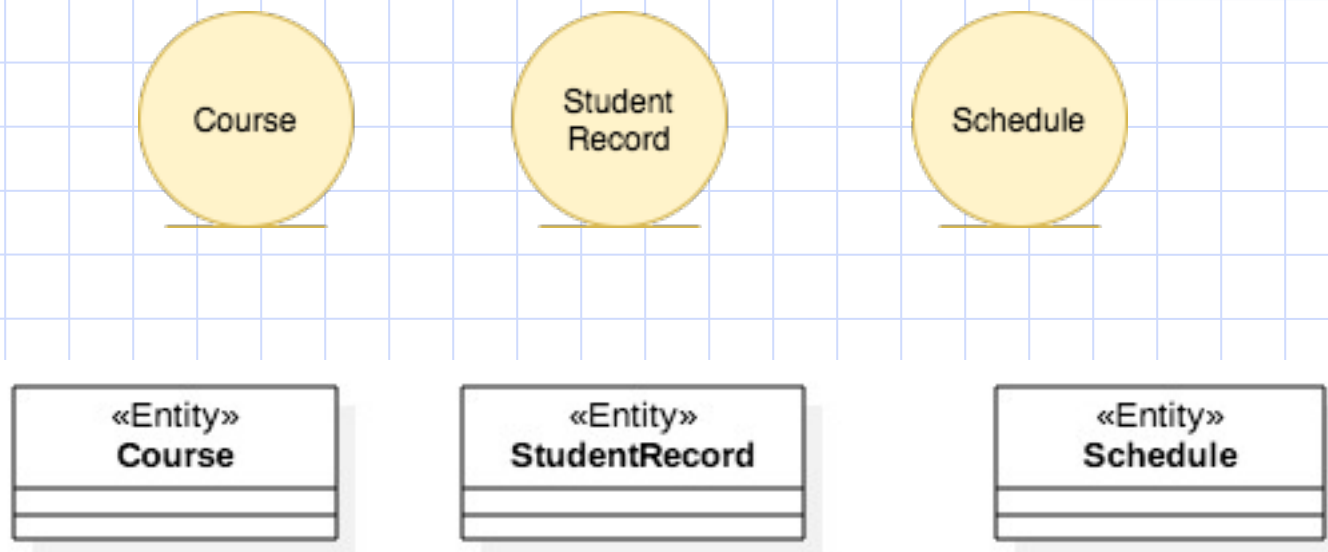 Course
Student
Record
Schedule
«Entity»
Course
«Entity»
StudentRecord
«Entity»
Schedule